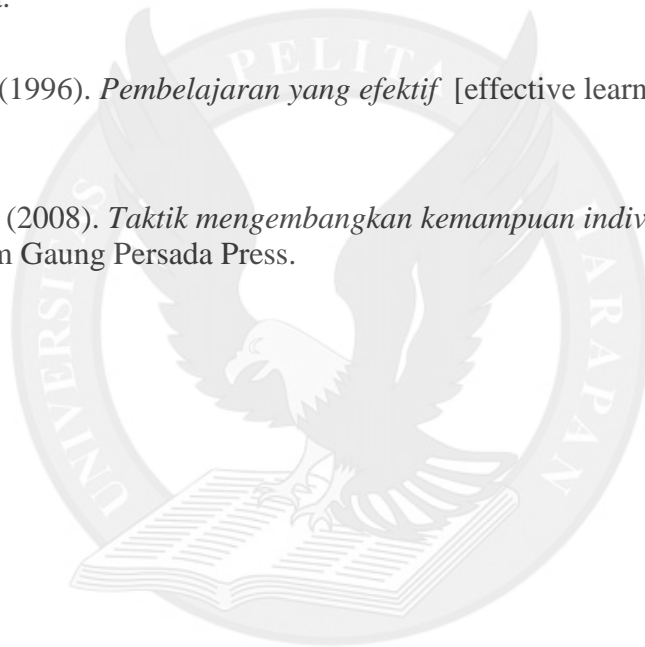 (1996). Pembelajaran yang efektif [effective learn
(2008). Taktik mengembangkan kemampuan indiv
Gaung Persada Press.
UNIVERSITAS PELITA HARAPAN